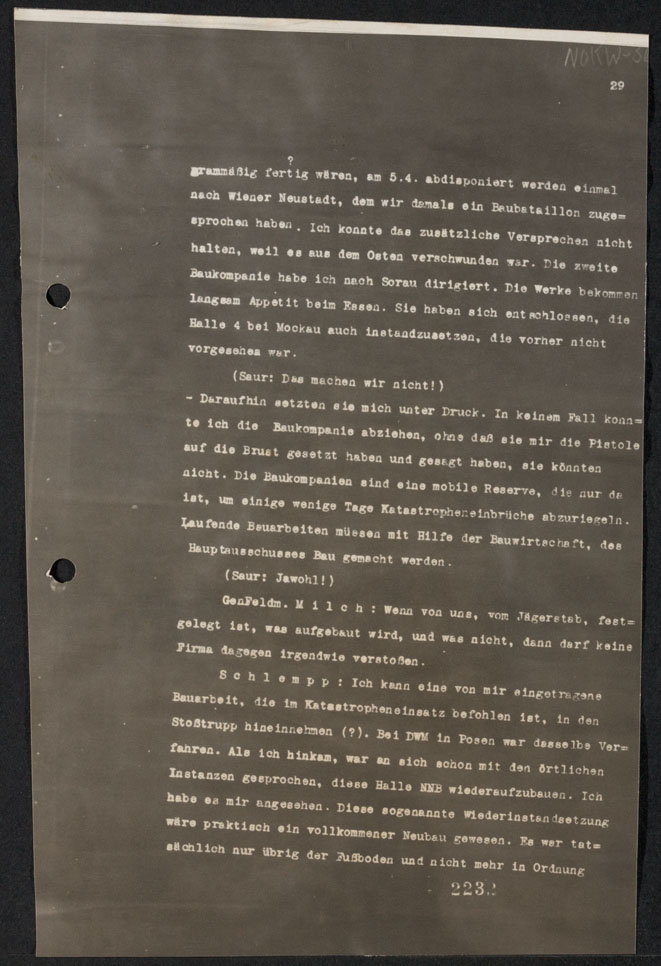 NOKW-3
29
?
grammäßig fertig wären, am 5.4. abdisponiert werden einmal
nach Wiener Neustadt, dem wir damals ein Baubataillon zuge=
sprochen haben. Ich konnte das zusätzliche Versprechen nicht
halten, weil es aus dem Osten verschwunden war. Die zweite
Baukompanie habe ich nach Sorau dirigiert. Die Werke bekommen
langsam Appetit beim Essen. Sie haben sich entschlossen, die
Halle 4 bei Mockau auch instandzusetzen, die vorher nicht
vorgesehen war.
(Saur: Das machen wir nicht!)
- Daraufhin setzten sie mich unter Druck. In keinem Fall konn=
te ich die Baukompanie abziehen, ohne daß sie mir die Pistole
auf die Brust gesetzt haben und gesagt haben, sie könnten
nicht. Die Baukompanien sind eine mobile Reserve, die nur da
ist, um einige wenige Tage Katastropheneinbrüche abzuriegeln.
Laufende Bauarbeiten müssen mit Hilfe der Bauwirtschaft, des
Hauptausschusses Bau gemacht werden.
(Saur: Jawohl!)
GenFeldm. M i l c h : Wenn von uns, vom Jägerstab, fest=
gelegt ist, was aufgebaut wird, und was nicht, dann darf keine
Firma dagegen irgendwie verstoßen.
S c h l e m p p : Ich kann eine von mir eingetragene
Bauarbeit, die im Katastropheneinsatz befohlen ist, in den
Stoßtrupp hineinnehmen (?). Bei DWM in Posen war dasselbe Ver=
fahren. Als ich hinkam, war an sich schon mit den örtlichen
Instanzen gesprochen, diese Halle NNB wiederaufzubauen. Ich
habe es mir angesehen. Diese sogenannte Wiederinstandsetzung
wäre praktisch ein vollkommener Neubau gewesen. Es war tat=
sächlich nur übrig der Fußboden und nicht mehr in Ordnung